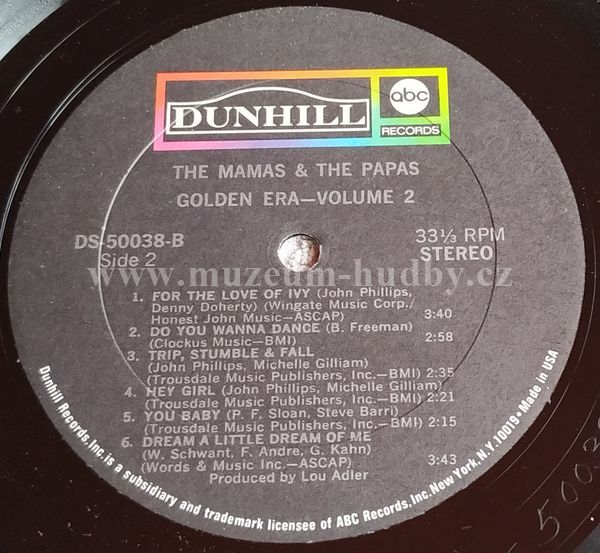 DUNHILL
abc
RECORDS
THE MAMAS & THE PAPAS
GOLDEN ERA—VOLUME 2
DS-50038-B
Side 2
33⅓ RPM
STEREO
www.muzeum-hudby.cz
1. FOR THE LOVE OF IVY (John Phillips,
Denny Doherty) (Wingate Music Corp./
Honest John Music—ASCAP) 3:40
2. DO YOU WANNA DANCE (B. Freeman)
(Clockus Music—BMI) 2:58
3. TRIP, STUMBLE & FALL
(John Phillips, Michelle Gilliam)
(Trousdale Music Publishers, Inc.—BMI) 2:35
4. HEY GIRL (John Phillips, Michelle Gilliam)
(Trousdale Music Publishers, Inc.—BMI) 2:21
5. YOU BABY (P. F. Sloan, Steve Barri)
(Trousdale Music Publishers, Inc.—BMI) 2:15
6. DREAM A LITTLE DREAM OF ME
(W. Schwant, F. Andre, G. Kahn)
(Words & Music Inc.—ASCAP) 3:43
Produced by Lou Adler
Dunhill Records, Inc. is a subsidiary and trademark licensee of ABC Records, Inc. New York, N.Y. 10019 • Made in USA